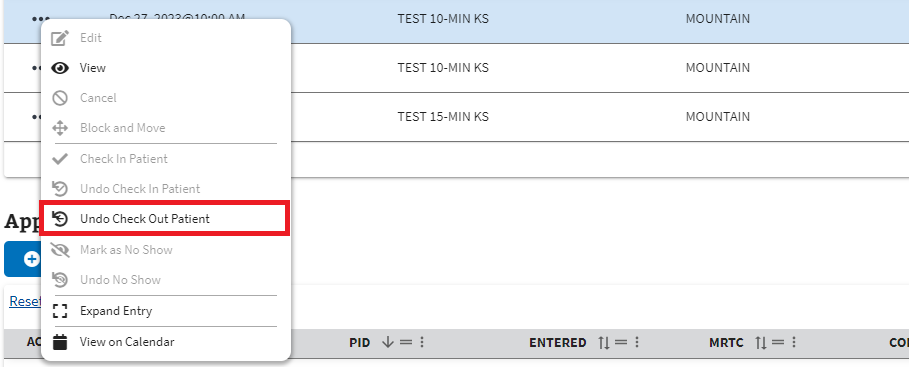 Dec 27, 2023@10:00 AM TEST 10-MIN KS MOUNTAIN
Edit
View TEST 10-MIN KS MOUNTAIN
Cancel
Block and Move TEST 15-MIN KS MOUNTAIN
Check In Patient
Undo Check In Patient
App
Undo Check Out Patient
Mark as No Show
Undo No Show
Reset
Expand Entry
PID ENTERED MRTC
View on Calendar